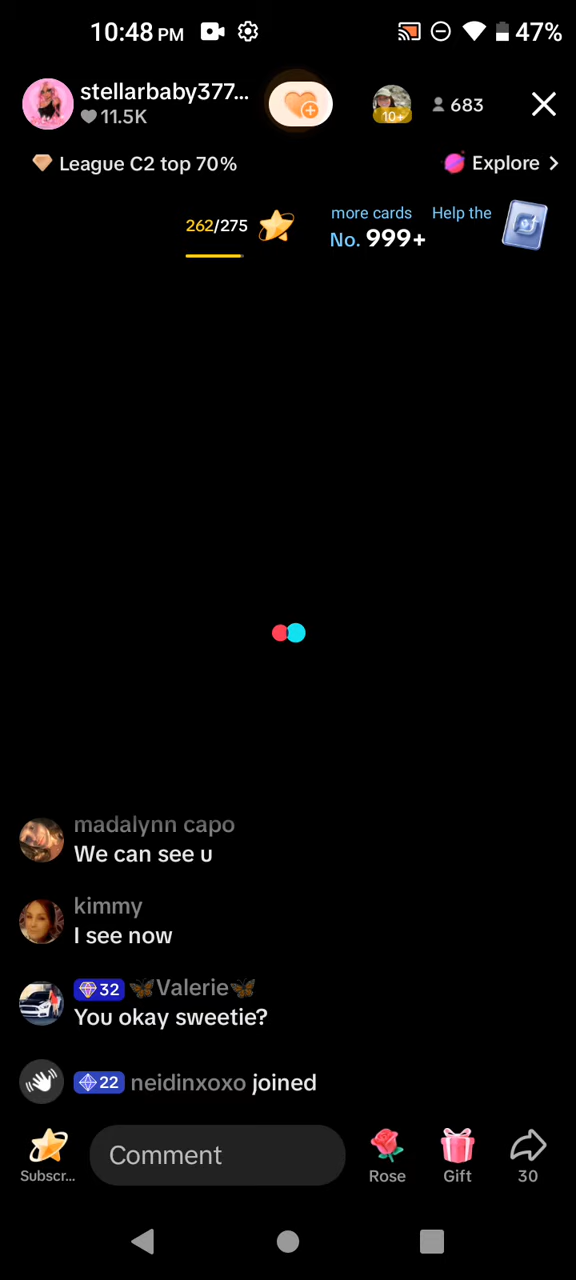 10:48 PM 47%
stellarbaby377...
11.5K
10+
683
League C2 top 70%
Explore
262/275
more cards Help the
No. 999+
madalynn capo
We can see u
kimmy
I see now
32 🦋Valerie🦋
You okay sweetie?
22 neidinxoxo joined
Comment
Subscr...
Rose
Gift
30